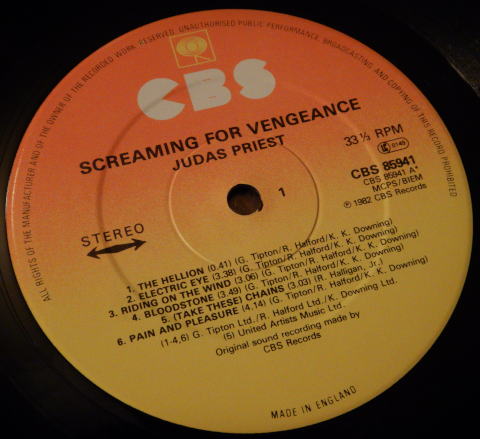 ALL RIGHTS OF THE MANUFACTURER AND OF THE OWNER OF THE RECORDED WORK RESERVED. UNAUTHORISED PUBLIC PERFORMANCE, BROADCASTING AND COPYING OF THIS RECORD PROHIBITED
CBS
SCREAMING FOR VENGEANCE
JUDAS PRIEST
33⅓ RPM
STEREO
1
CBS 85941
CBS 85941 A*
MCPS/BIEM
℗ 1982 CBS Records
1. THE HELLION (0.41) (G. Tipton/R. Halford/K. K. Downing)
2. ELECTRIC EYE (3.38) (G. Tipton/R. Halford/K. K. Downing)
3. RIDING ON THE WIND (3.06) (G. Tipton/R. Halford/K. K. Downing)
4. BLOODSTONE (3.49) (G. Tipton/R. Halford/K. K. Downing)
5. (TAKE THESE) CHAINS (3.03) (R. Halligan, Jr.)
6. PAIN AND PLEASURE (4.14) (G. Tipton/R. Halford/K. K. Downing)
(1-4,6) G. Tipton Ltd./R. Halford Ltd./K. Downing Ltd.
(5) United Artists Music Ltd.
Original sound recording made by
CBS Records
MADE IN ENGLAND